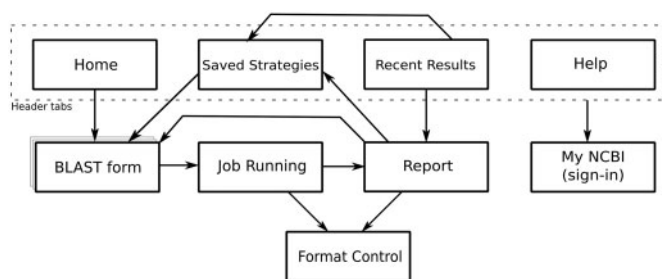 Home
Saved Strategies
Recent Results
Help
Header tabs
BLAST form
Job Running
Report
My NCBI
(sign-in)
Format Control